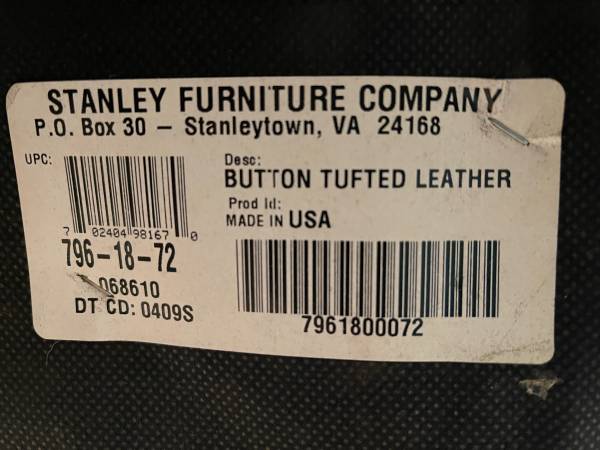 STANLEY FURNITURE COMPANY
P.O. Box 30 – Stanleytown, VA 24168
UPC:
7 02404 98167 0
796-18-72
068610
DT CD: 0409S
Desc:
BUTTON TUFTED LEATHER
Prod Id:
MADE IN USA
7961800072